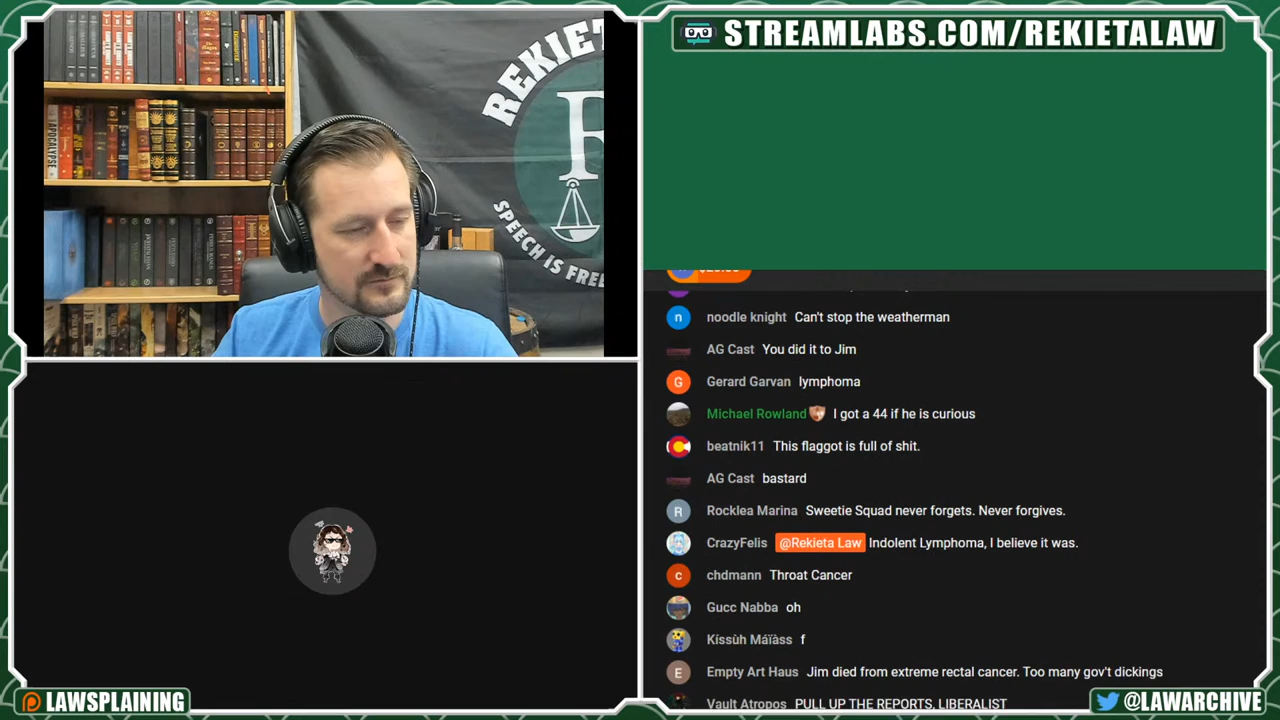 REKIET
R
SPEECH IS FREE
APOCALYPSE
STREAMLABS.COM/REKIETALAW
noodle knight Can't stop the weatherman
AG Cast You did it to Jim
G Gerard Garvan lymphoma
Michael Rowland I got a 44 if he is curious
beatnik11 This flaggot is full of shit.
AG Cast bastard
R Rocklea Marina Sweetie Squad never forgets. Never forgives.
CrazyFelis @Rekieta Law Indolent Lymphoma, I believe it was.
c chdmann Throat Cancer
Gucc Nabba oh
Kíssùh Máïàss f
E Empty Art Haus Jim died from extreme rectal cancer. Too many gov't dickings
Vault Atropos PULL UP THE REPORTS, LIBERALIST
LAWSPLAINING
@LAWARCHIVE